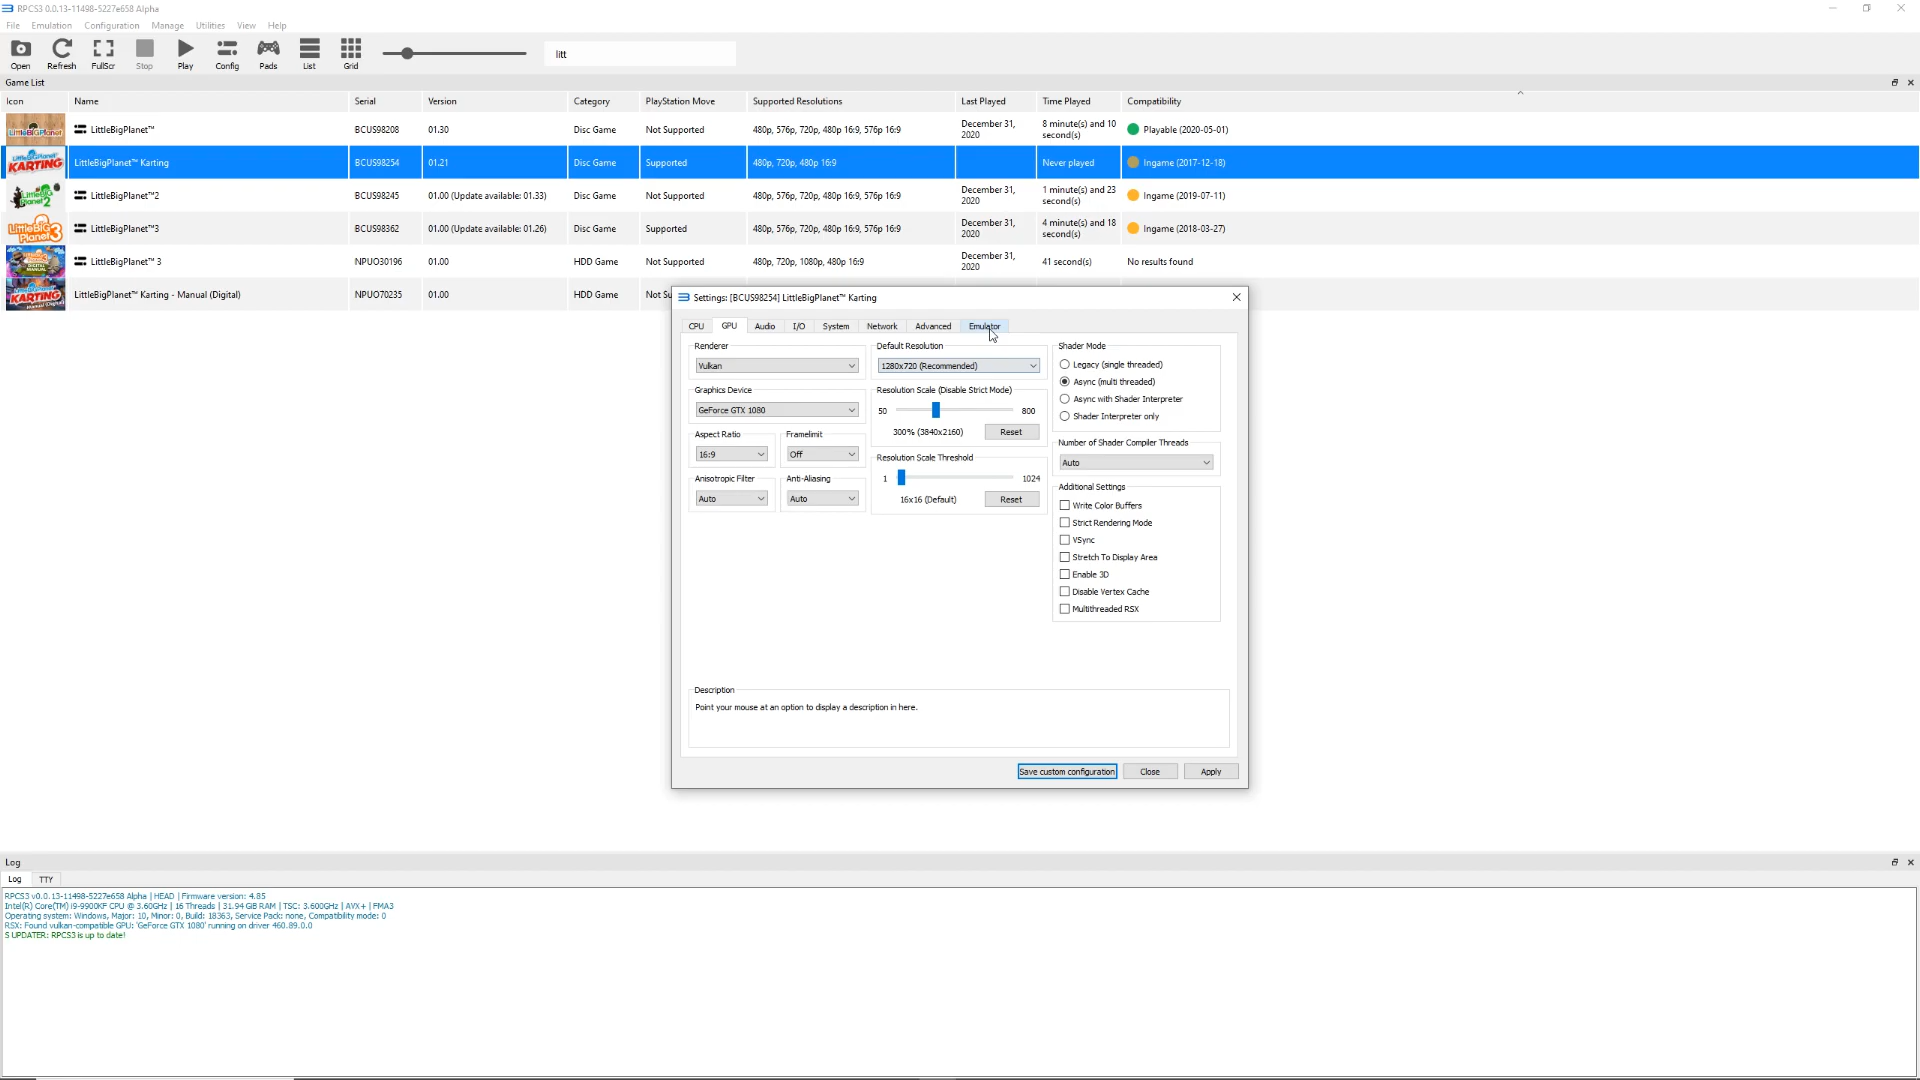 RPCS3 0.0.13-11498-5227e658 Alpha
File Emulation Configuration Manage Utilities View Help
Open Refresh FullScr Stop Play Config Pads List Grid litt
Game List
Icon Name Serial Version Category PlayStation Move Supported Resolutions Last Played Time Played Compatibility
LittleBigPlanet LittleBigPlanet™ BCUS98208 01.30 Disc Game Not Supported 480p, 576p, 720p, 480p 16:9, 576p 16:9 December 31, 2020 8 minute(s) and 10 second(s) Playable (2020-05-01)
LittleBigPlanet KARTING LittleBigPlanet™ Karting BCUS98254 01.21 Disc Game Supported 480p, 720p, 480p 16:9 Never played Ingame (2017-12-18)
LittleBigPlanet 2 LittleBigPlanet™2 BCUS98245 01.00 (Update available: 01.33) Disc Game Not Supported 480p, 576p, 720p, 480p 16:9, 576p 16:9 December 31, 2020 1 minute(s) and 23 second(s) Ingame (2019-07-11)
LittleBigPlanet 3 LittleBigPlanet™3 BCUS98362 01.00 (Update available: 01.26) Disc Game Supported 480p, 576p, 720p, 480p 16:9, 576p 16:9 December 31, 2020 4 minute(s) and 18 second(s) Ingame (2018-03-27)
LittleBigPlanet™ 3 NPUO30196 01.00 HDD Game Not Supported 480p, 720p, 1080p, 480p 16:9 December 31, 2020 41 second(s) No results found
KARTING LittleBigPlanet™ Karting - Manual (Digital) NPUO70235 01.00 HDD Game Not Su
Settings: [BCUS98254] LittleBigPlanet™ Karting
CPU GPU Audio I/O System Network Advanced Emulator
Renderer
Vulkan
Graphics Device
GeForce GTX 1080
Aspect Ratio Framelimit
16:9 Off
Anisotropic Filter Anti-Aliasing
Auto Auto
Default Resolution
1280x720 (Recommended)
Resolution Scale (Disable Strict Mode)
50 800
300% (3840x2160) Reset
Resolution Scale Threshold
1 1024
16x16 (Default) Reset
Shader Mode
Legacy (single threaded)
Async (multi threaded)
Async with Shader Interpreter
Shader Interpreter only
Number of Shader Compiler Threads
Auto
Additional Settings
Write Color Buffers
Strict Rendering Mode
VSync
Stretch To Display Area
Enable 3D
Disable Vertex Cache
Multithreaded RSX
Description
Point your mouse at an option to display a description in here.
Save custom configuration Close Apply
Log
Log TTY
RPCS3 v0.0.13-11498-5227e658 Alpha | HEAD | Firmware version: 4.85
Intel(R) Core(TM) i9-9900KF CPU @ 3.60GHz | 16 Threads | 31.94 GiB RAM | TSC: 3.600GHz | AVX+ | FMA3
Operating system: Windows, Major: 10, Minor: 0, Build: 18363, Service Pack: none, Compatibility mode: 0
RSX: Found vulkan-compatible GPU: 'GeForce GTX 1080' running on driver 460.89.0.0
S UPDATER: RPCS3 is up to date!